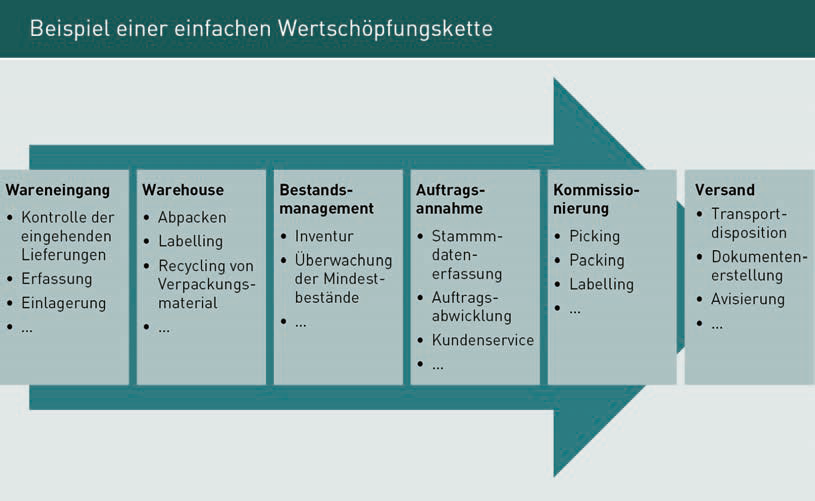 Beispiel einer einfachen Wertschöpfungskette
Wareneingang
• Kontrolle der
eingehenden
Lieferungen
• Erfassung
• Einlagerung
• ...
Warehouse
• Abpacken
• Labelling
• Recycling von
Verpackungs-
material
• ...
Bestands-
management
• Inventur
• Überwachung
der Mindest-
bestände
• ...
Auftrags-
annahme
• Stammm-
daten-
erfassung
• Auftrags-
abwicklung
• Kundenservice
• ...
Kommissio-
nierung
• Picking
• Packing
• Labelling
• ...
Versand
• Transport-
disposition
• Dokumenten-
erstellung
• Avisierung
• ...